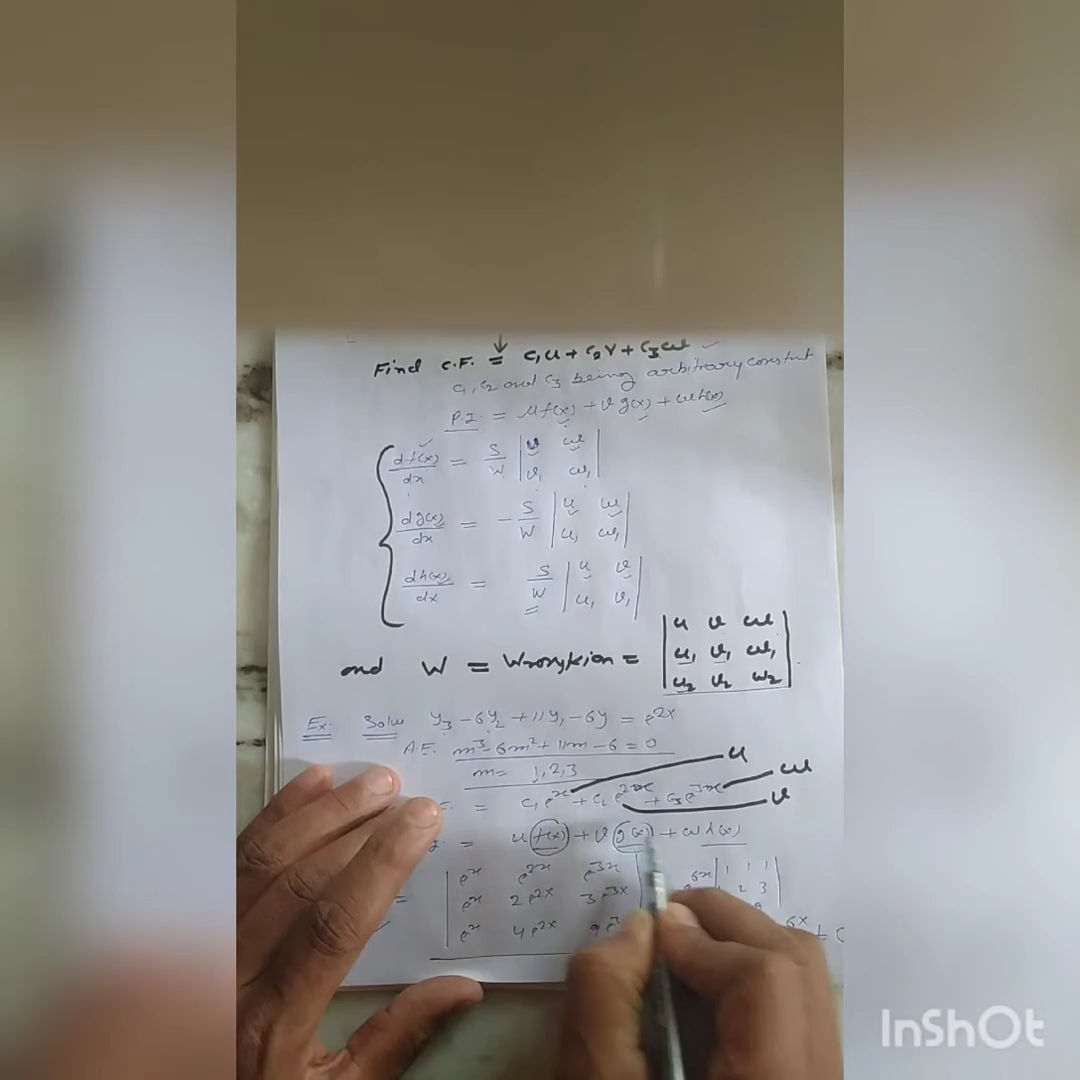 Find C.F. = C₁u + C₂v + C₃w
C₁, C₂ and C₃ being arbitrary constant
P.I. = u f(x) + v g(x) + w h(x)
df(x)/dx = S/W | v w |
| v₁ w₁ |
dg(x)/dx = - S/W | u w |
| u₁ w₁ |
dh(x)/dx = S/W | u v |
| u₁ v₁ |
and W = Wronskion = | u v w |
| u₁ v₁ w₁ |
| u₂ v₂ w₂ |
Ex. Solve y₃ - 6y₂ + 11y₁ - 6y = e^2x
A.E. m³ - 6m² + 11m - 6 = 0
m = 1, 2, 3
u
w
= C₁e^x + C₂e^2x + C₃e^3x
v
= u f(x) + v g(x) + w h(x)
= | e^x e^2x e^3x | e^6x | 1 1 1 |
| e^x 2e^2x 3e^3x | 2 3 |
| e^x 4e^2x 9e^3
InShOt